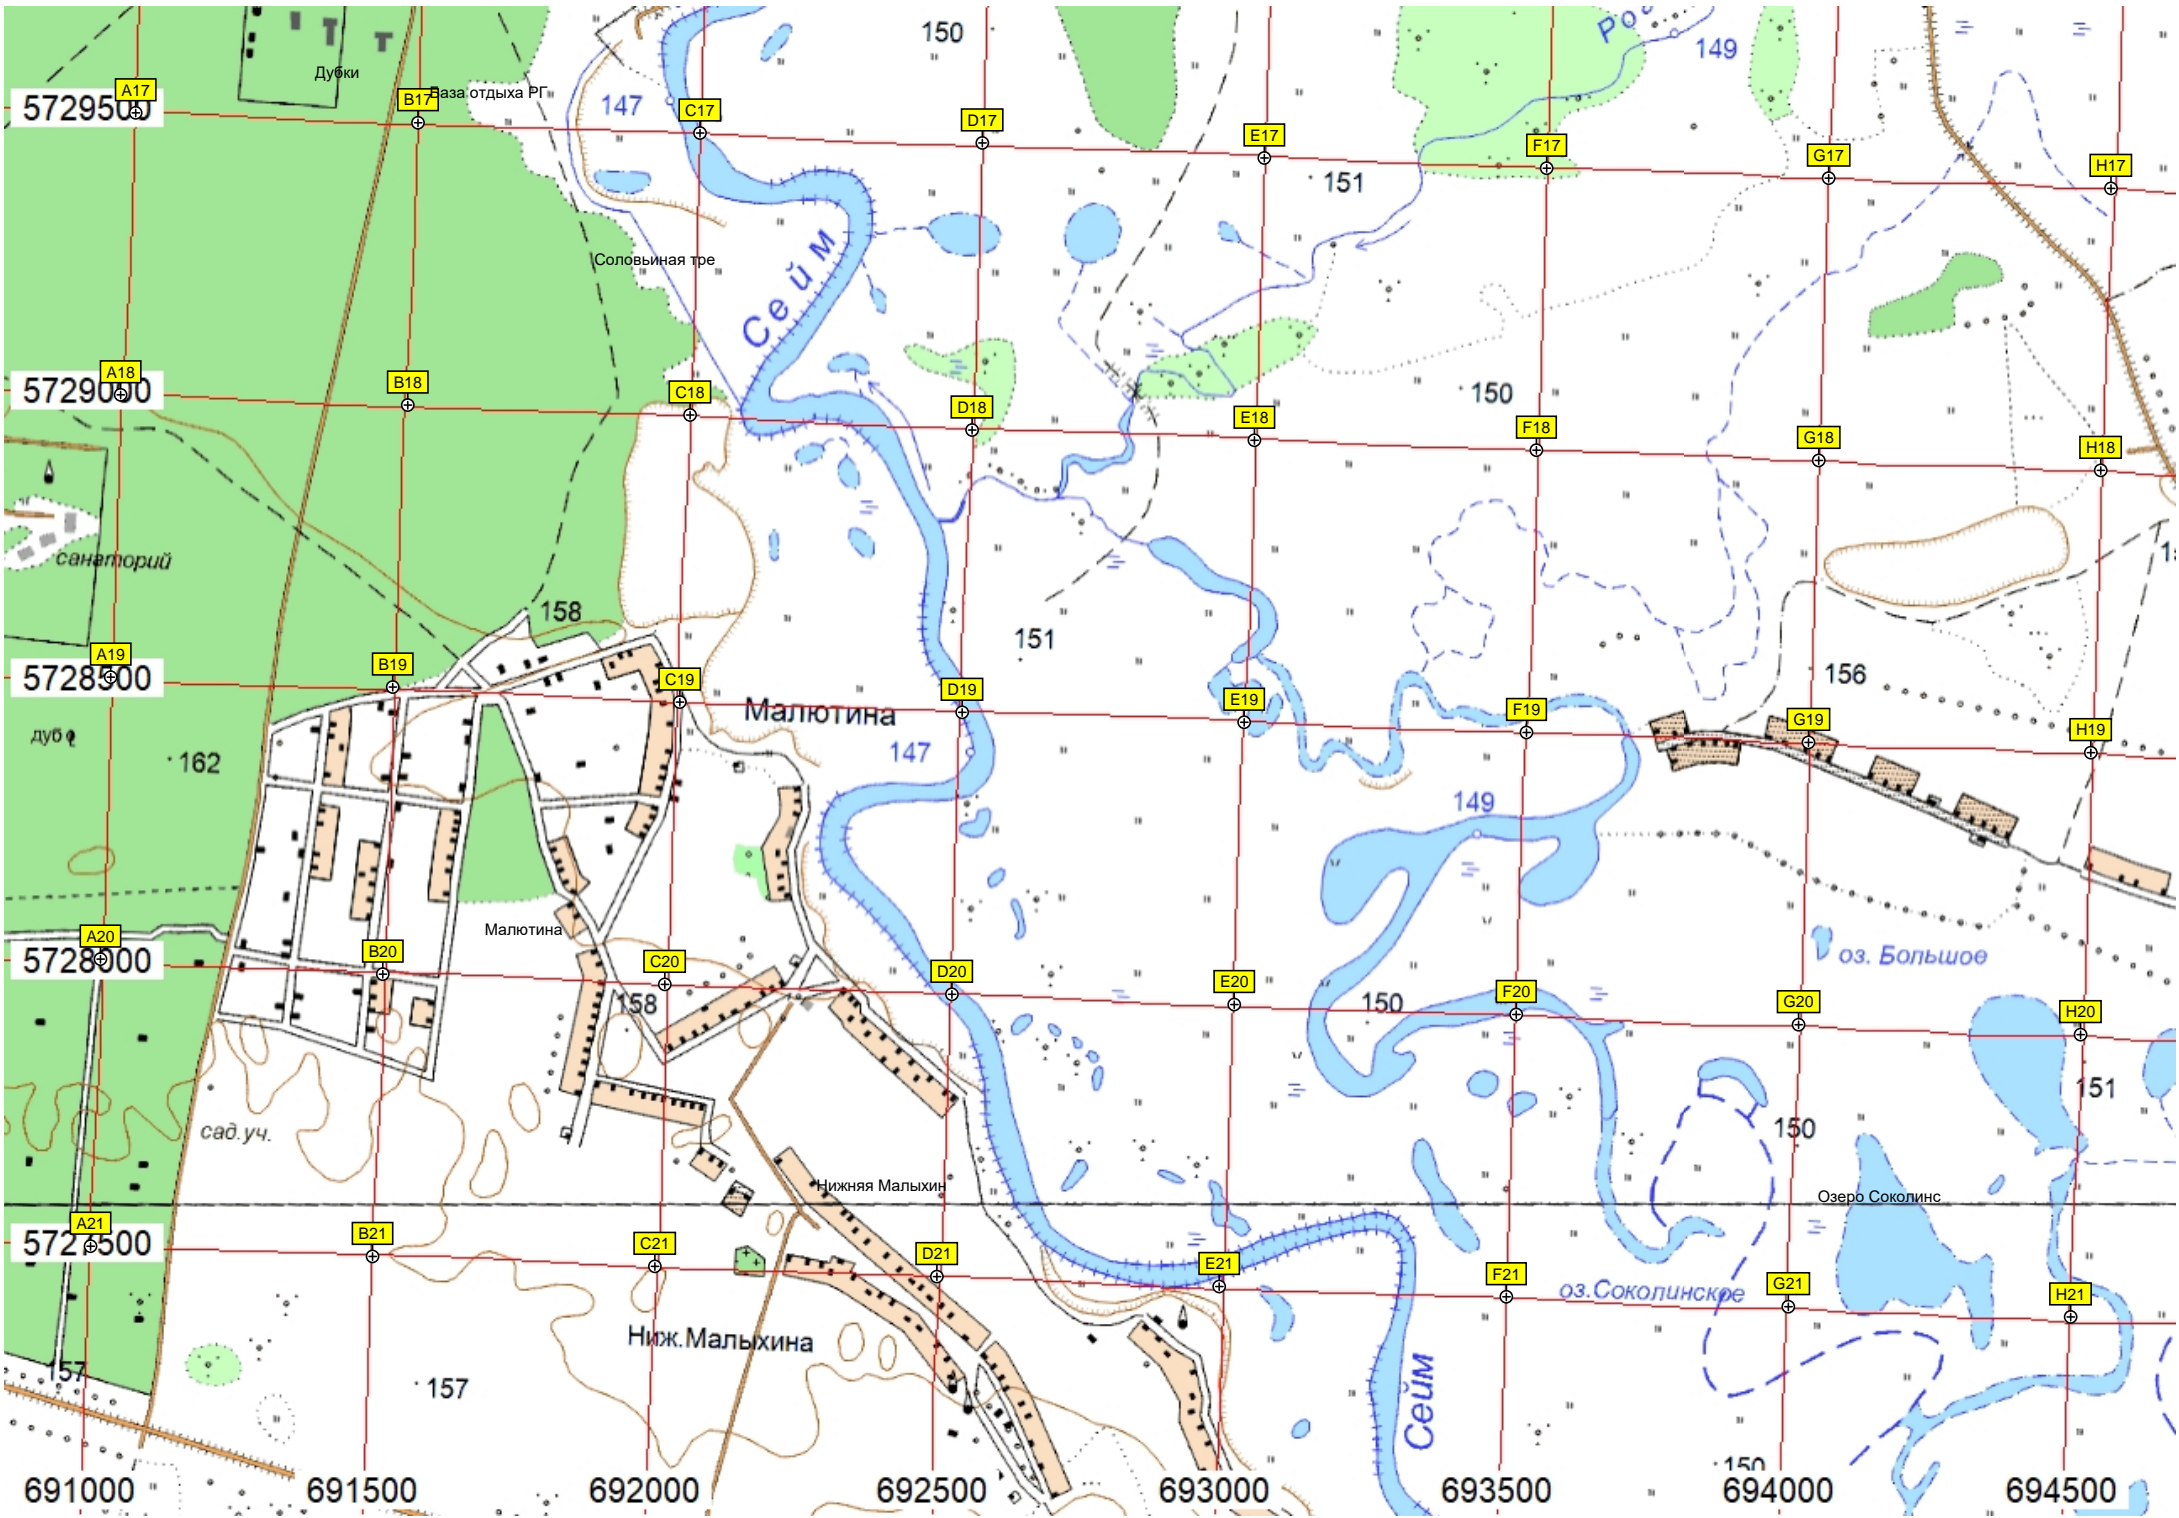 150
149
Дубки
База отдыха РГ
147
A17
B17
C17
D17
E17
F17
G17
H17
5729500
151
Сейм
Соловьиная тре
A18
B18
C18
D18
E18
F18
G18
H18
5729000
150
санаторий
158
151
156
A19
B19
C19
D19
E19
F19
G19
H19
5728500
Малютина
дуб
162
147
149
Малютина
оз. Большое
A20
B20
C20
D20
E20
F20
G20
H20
5728000
158
150
151
150
сад.уч.
Нижняя Малыхин
Озеро Соколинс
A21
B21
C21
D21
E21
F21
G21
H21
оз.Соколинское
Ниж.Малыхина
157
157
Сейм
150
691000
691500
692000
692500
693000
693500
694000
694500